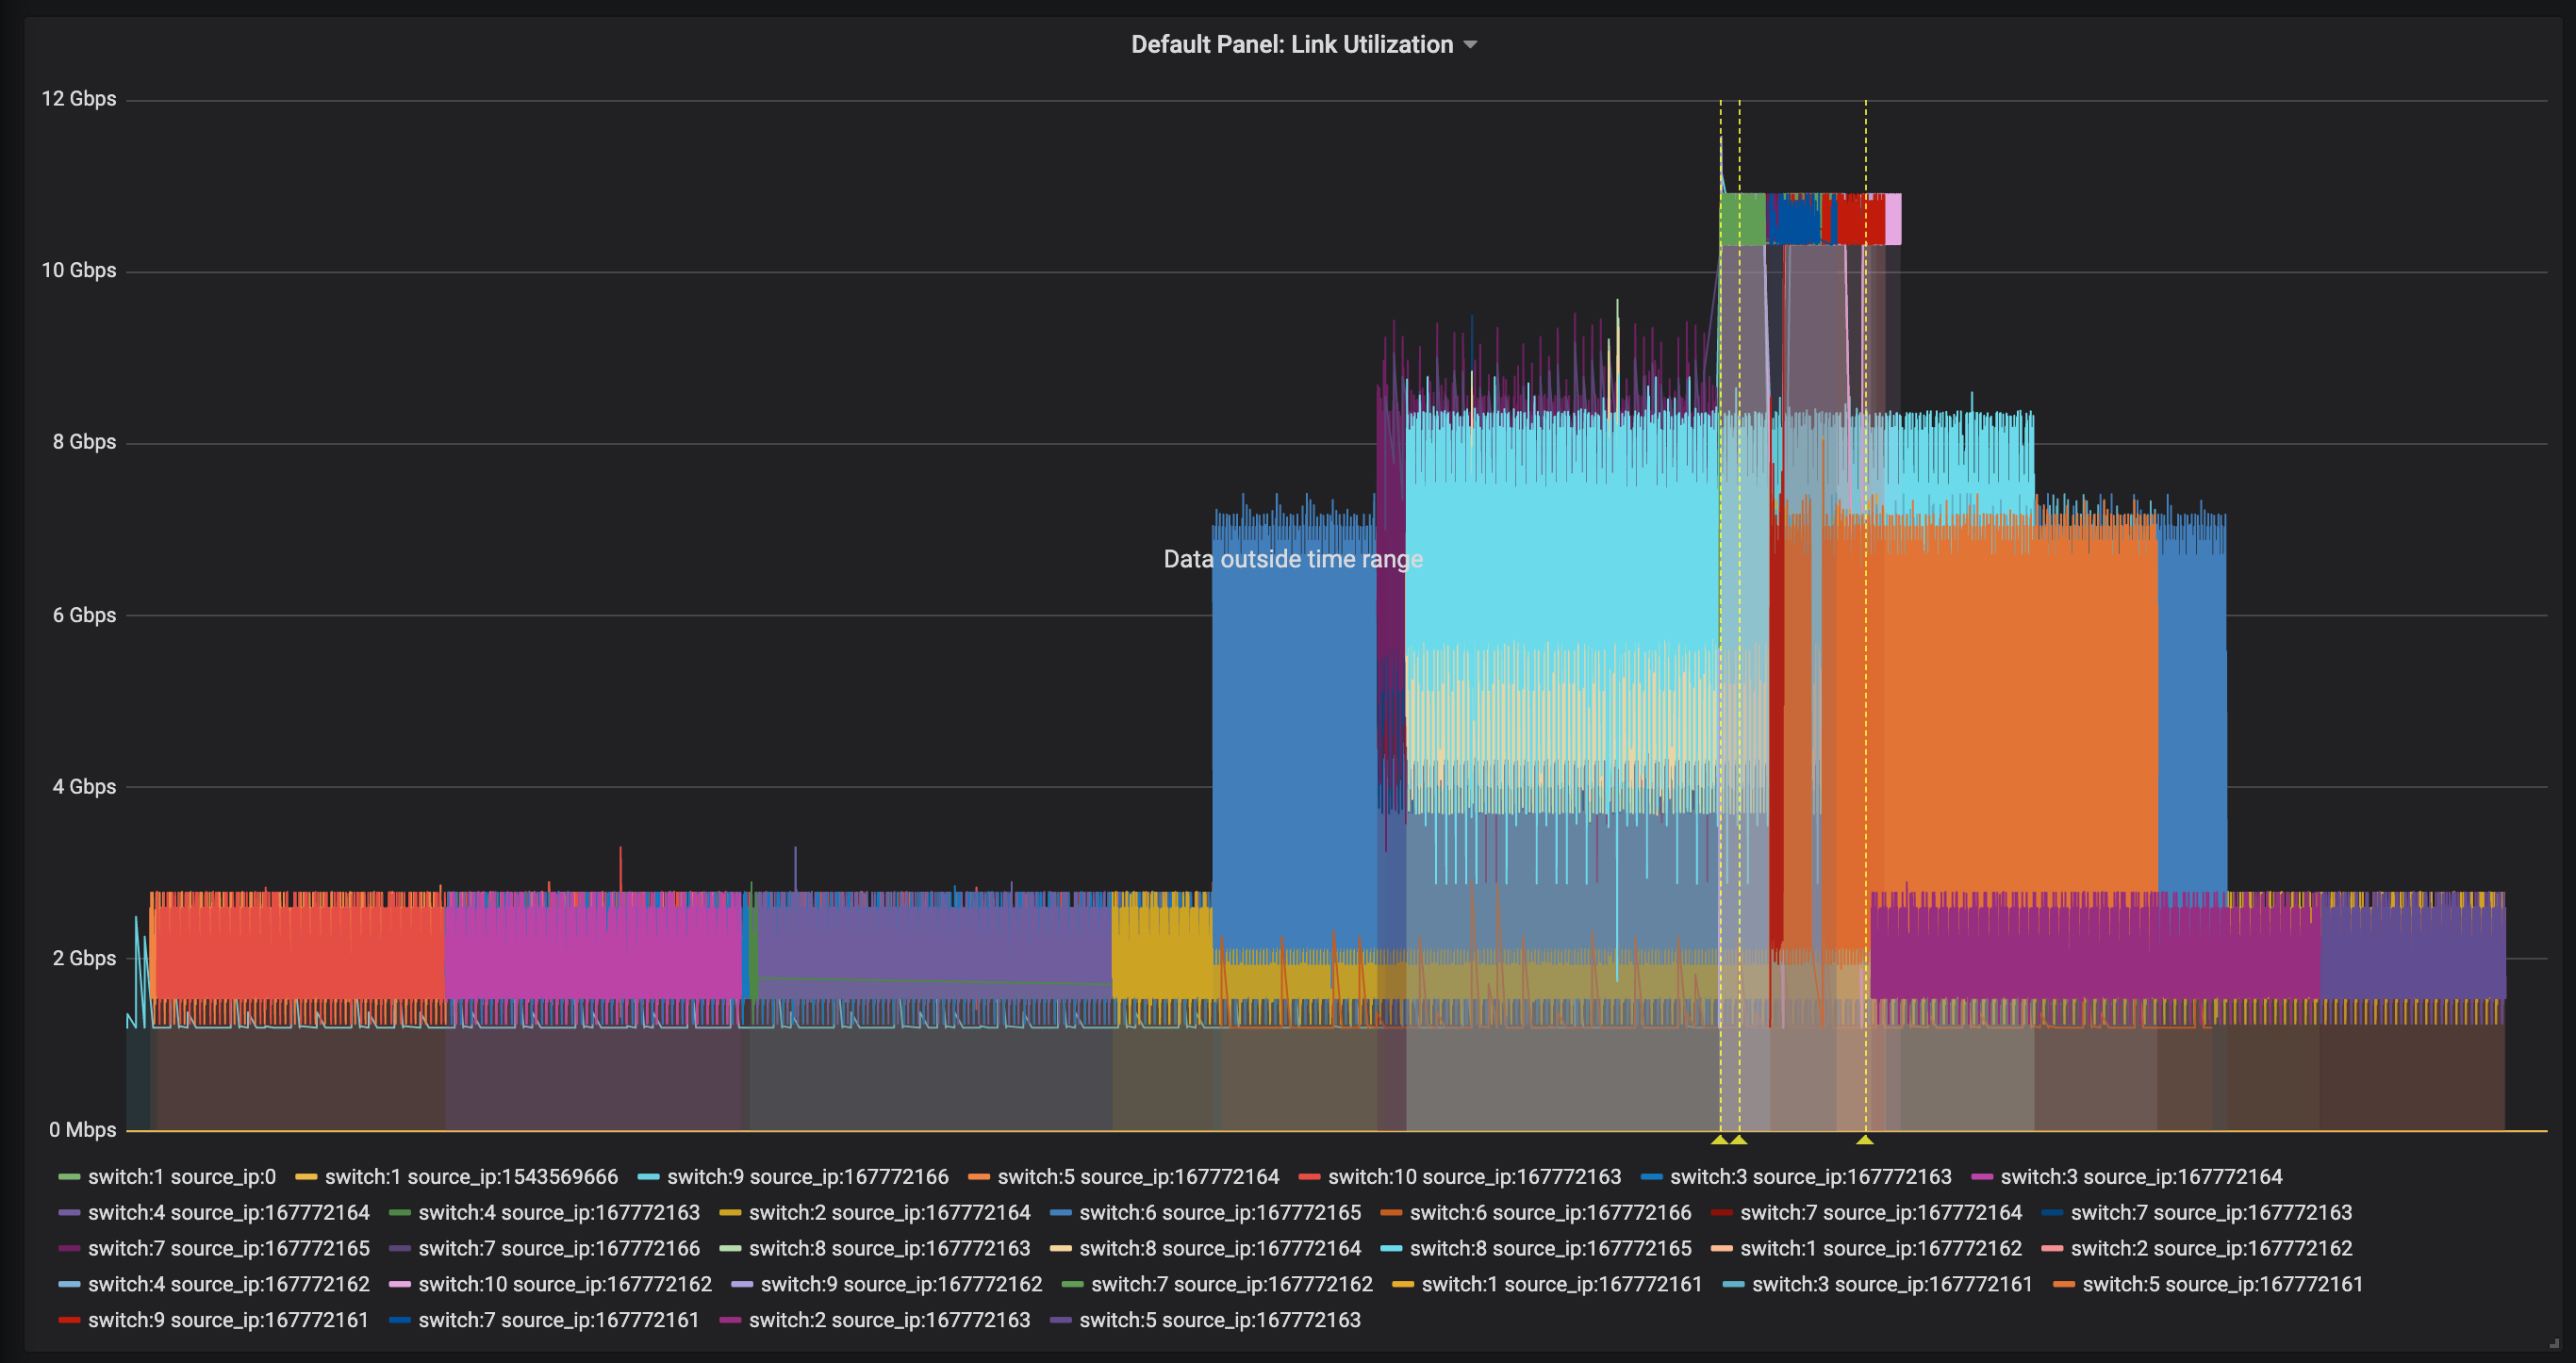 Default Panel: Link Utilization
12 Gbps
10 Gbps
8 Gbps
6 Gbps
4 Gbps
2 Gbps
0 Mbps
Data outside time range
switch:1 source_ip:0 switch:1 source_ip:1543569666 switch:9 source_ip:167772166 switch:5 source_ip:167772164 switch:10 source_ip:167772163 switch:3 source_ip:167772163 switch:3 source_ip:167772164
switch:4 source_ip:167772164 switch:4 source_ip:167772163 switch:2 source_ip:167772164 switch:6 source_ip:167772165 switch:6 source_ip:167772166 switch:7 source_ip:167772164 switch:7 source_ip:167772163
switch:7 source_ip:167772165 switch:7 source_ip:167772166 switch:8 source_ip:167772163 switch:8 source_ip:167772164 switch:8 source_ip:167772165 switch:1 source_ip:167772162 switch:2 source_ip:167772162
switch:4 source_ip:167772162 switch:10 source_ip:167772162 switch:9 source_ip:167772162 switch:7 source_ip:167772162 switch:1 source_ip:167772161 switch:3 source_ip:167772161 switch:5 source_ip:167772161
switch:9 source_ip:167772161 switch:7 source_ip:167772161 switch:2 source_ip:167772163 switch:5 source_ip:167772163